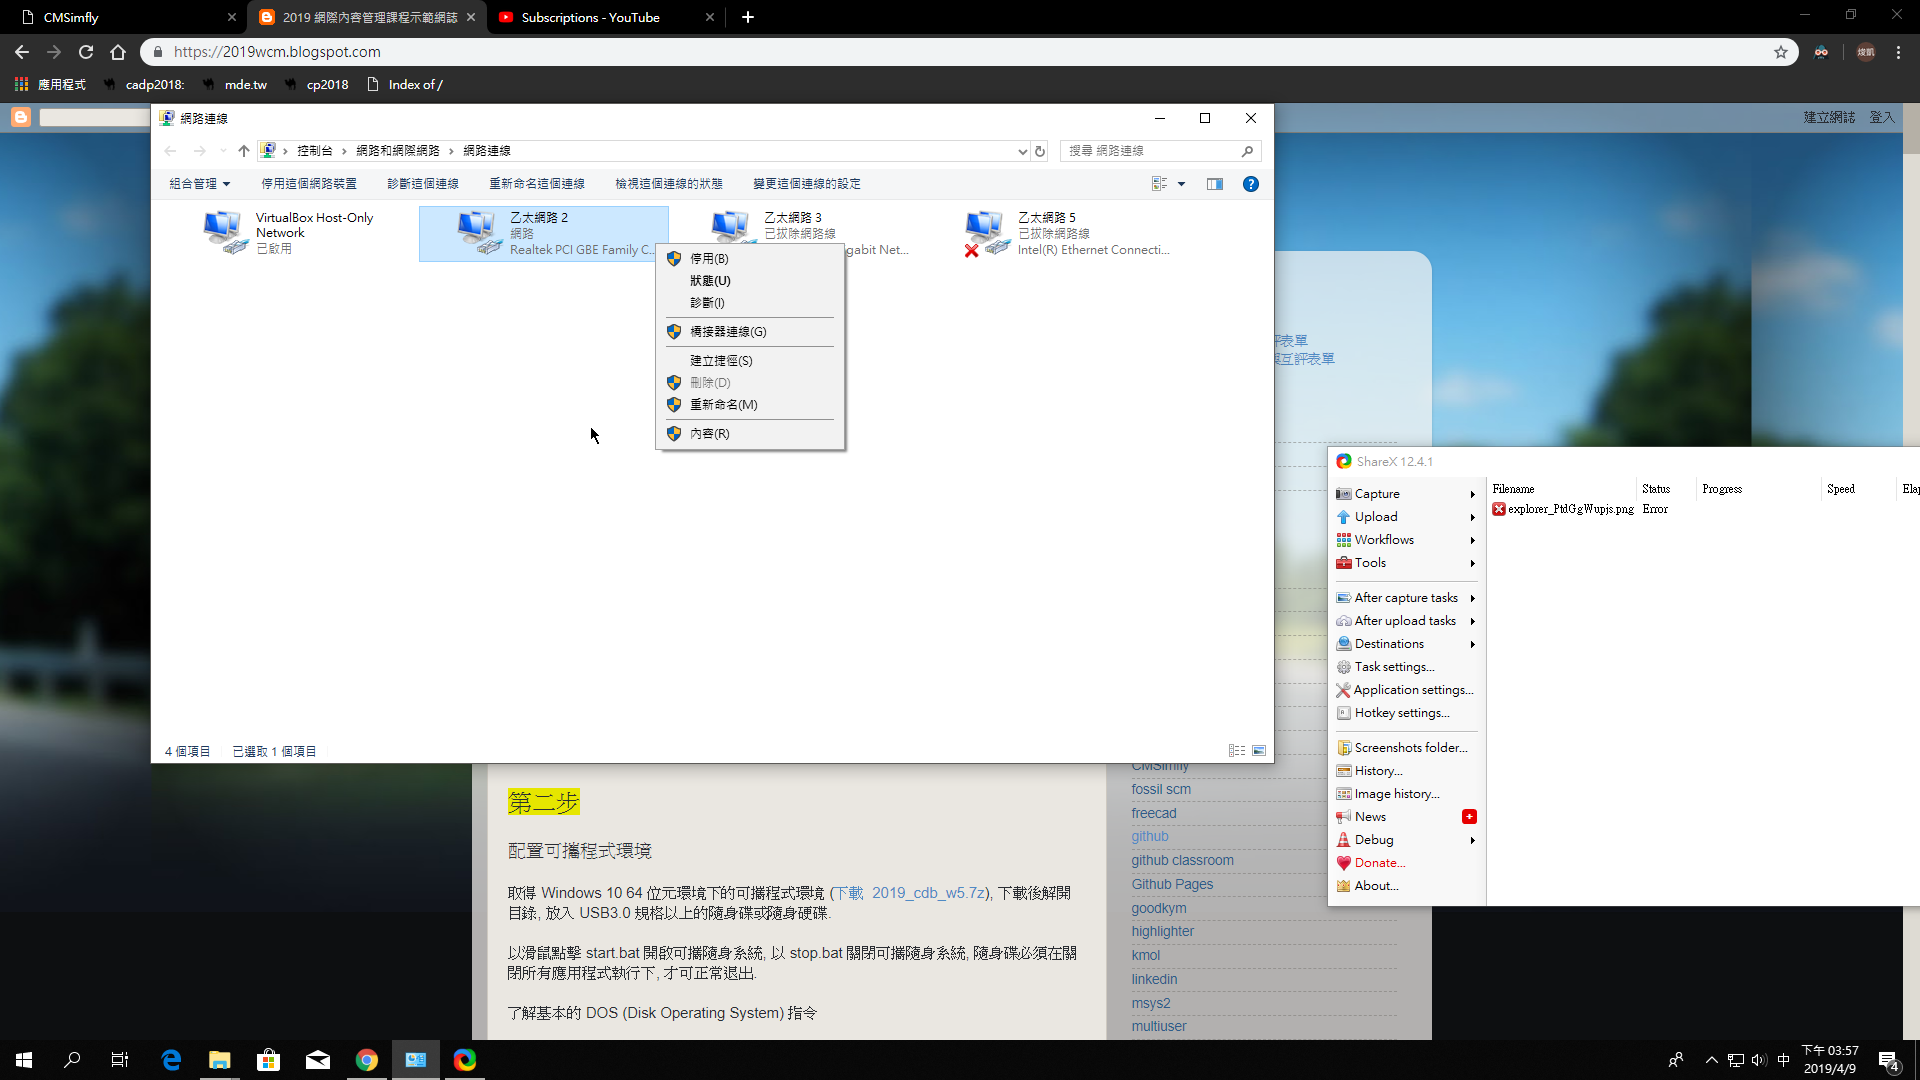 CMSimfly
2019 網際內容管理課程示範網誌
Subscriptions - YouTube
https://2019wcm.blogspot.com
應用程式
cadp2018:
mde.tw
cp2018
Index of /
建立網誌
登入
網路連線
控制台 › 網路和網際網路 › 網路連線
搜尋 網路連線
組合管理
停用這個網路裝置
診斷這個連線
重新命名這個連線
檢視這個連線的狀態
變更這個連線的設定
VirtualBox Host-Only
Network
已啟用
乙太網路 2
網路
Realtek PCI GBE Family C...
乙太網路 3
已拔除網路線
gabit Net...
乙太網路 5
已拔除網路線
Intel(R) Ethernet Connecti...
停用(B)
狀態(U)
診斷(I)
橋接器連線(G)
建立捷徑(S)
刪除(D)
重新命名(M)
內容(R)
4 個項目
已選取 1 個項目
評表單
互評表單
ShareX 12.4.1
Capture
Upload
Workflows
Tools
After capture tasks
After upload tasks
Destinations
Task settings...
Application settings...
Hotkey settings...
Screenshots folder...
History...
Image history...
News
Debug
Donate...
About...
Filename
Status
Progress
Speed
Elap
explorer_PtdGgWupjs.png
Error
第二步
配置可攜程式環境
取得 Windows 10 64 位元環境下的可攜程式環境 (下載 2019_cdb_w5.7z), 下載後解開
目錄, 放入 USB3.0 規格以上的隨身碟或隨身硬碟.
以滑鼠點擊 start.bat 開啟可攜隨身系統, 以 stop.bat 關閉可攜隨身系統, 隨身碟必須在關
閉所有應用程式執行下, 才可正常退出.
了解基本的 DOS (Disk Operating System) 指令
CMSimfly
fossil scm
freecad
github
github classroom
Github Pages
goodkym
highlighter
kmol
linkedin
msys2
multiuser
中
下午 03:57
2019/4/9
4